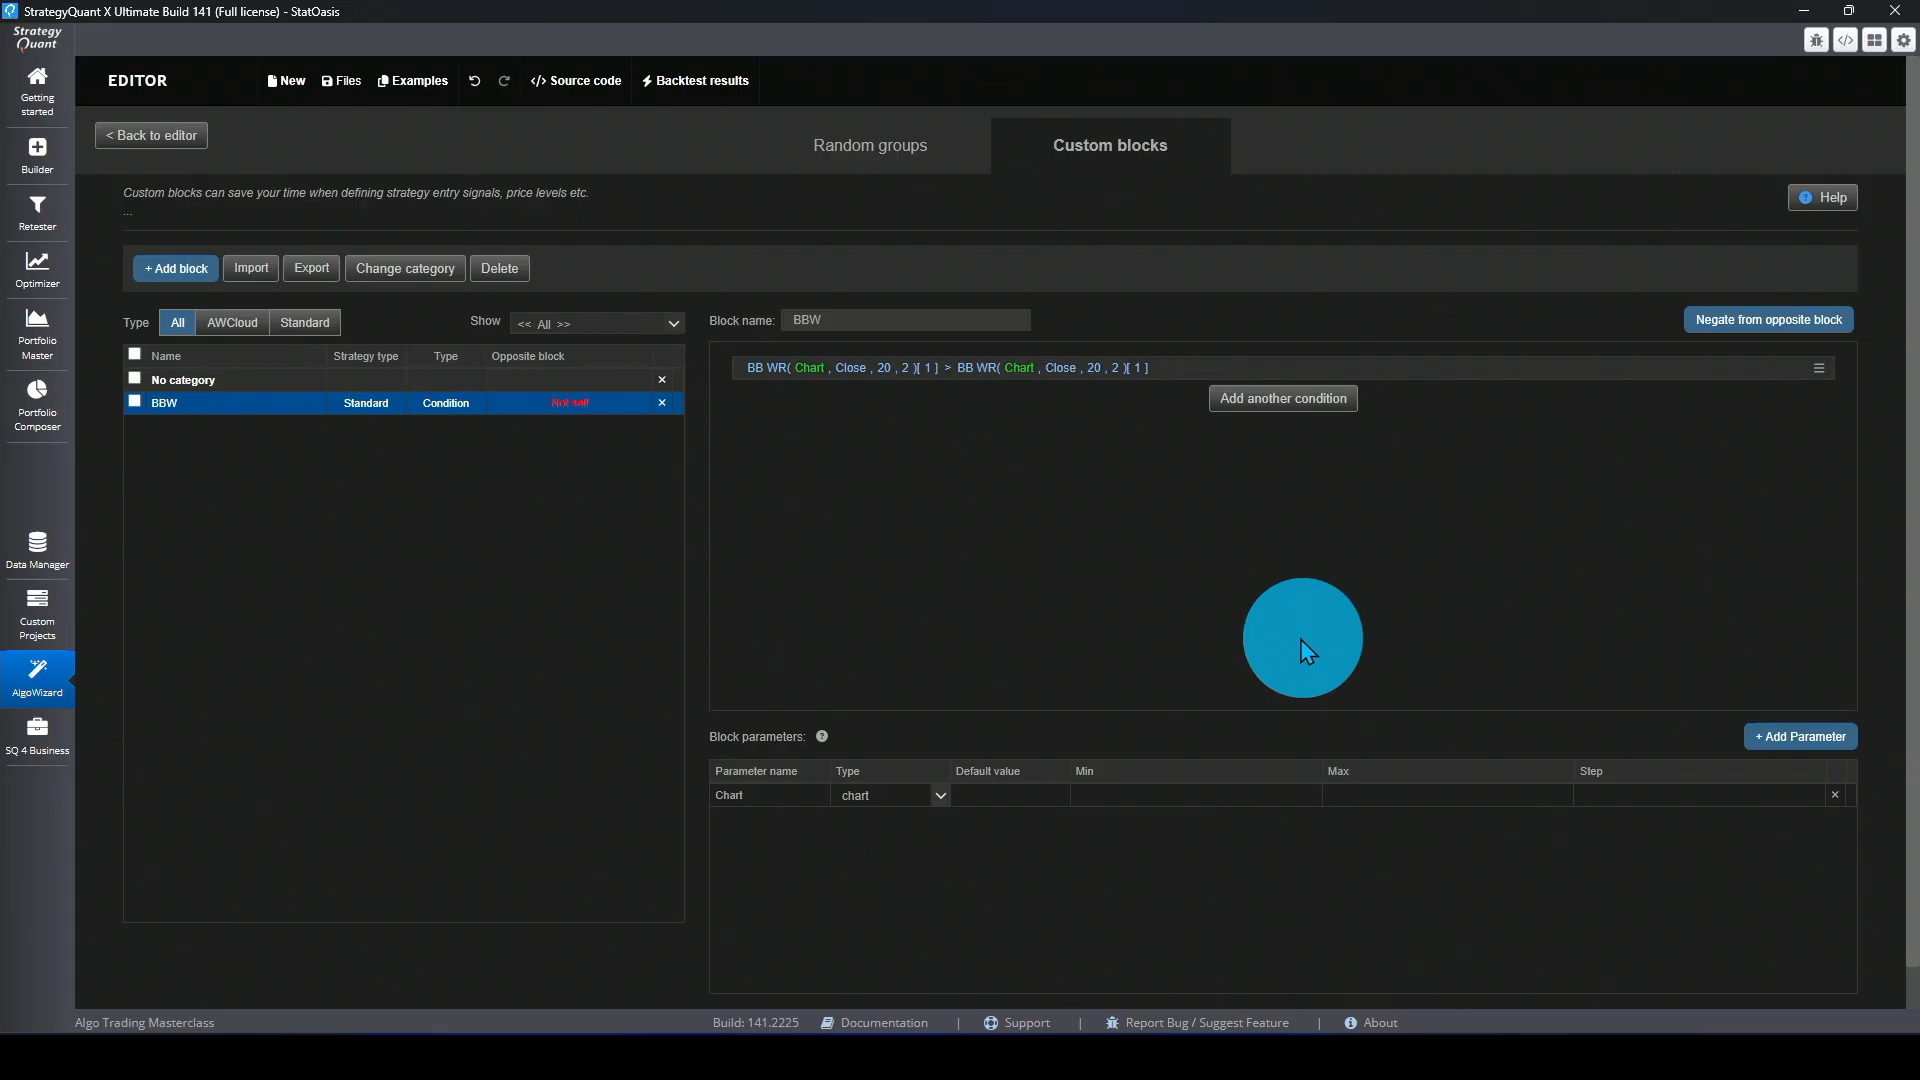 StrategyQuant X Ultimate Build 141 (Full license) - StatOasis
Strategy
Quant
EDITOR
New
Files
Examples
</> Source code
Backtest results
Getting
started
Builder
Retester
Optimizer
Portfolio
Master
Portfolio
Composer
Data Manager
Custom
Projects
AlgoWizard
SQ 4 Business
< Back to editor
Random groups
Custom blocks
Custom blocks can save your time when defining strategy entry signals, price levels etc.
...
? Help
+ Add block
Import
Export
Change category
Delete
Type
All
AWCloud
Standard
Show
<< All >>
Block name:
BBW
Negate from opposite block
Name
Strategy type
Type
Opposite block
No category
BBW
Standard
Condition
Not set!
BB WR( Chart , Close , 20 , 2 )[ 1 ] > BB WR( Chart , Close , 20 , 2 )[ 1 ]
Add another condition
Block parameters: ?
+ Add Parameter
Parameter name
Type
Default value
Min
Max
Step
Chart
chart
Algo Trading Masterclass
Build: 141.2225
Documentation
|
Support
|
Report Bug / Suggest Feature
|
About